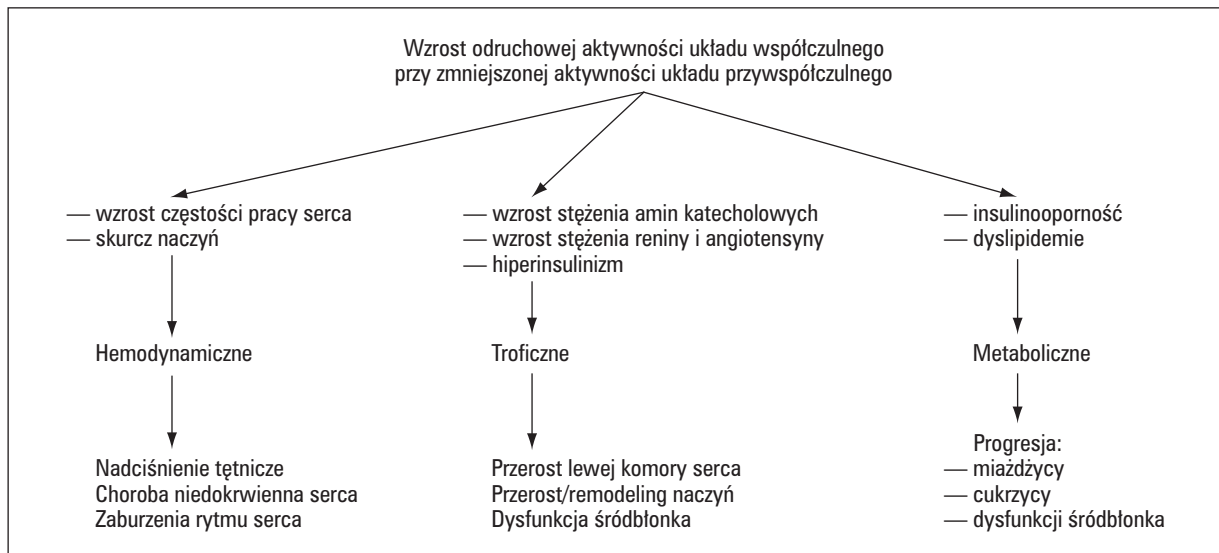 Wzrost odruchowej aktywności układu współczulnego
przy zmniejszonej aktywności układu przywspółczulnego
— wzrost częstości pracy serca
— skurcz naczyń
— wzrost stężenia amin katecholowych
— wzrost stężenia reniny i angiotensyny
— hiperinsulinizm
— insulinooporność
— dyslipidemie
Hemodynamiczne
Troficzne
Metaboliczne
Nadciśnienie tętnicze
Choroba niedokrwienna serca
Zaburzenia rytmu serca
Przerost lewej komory serca
Przerost/remodeling naczyń
Dysfunkcja śródbłonka
Progresja:
— miażdżycy
— cukrzycy
— dysfunkcji śródbłonka